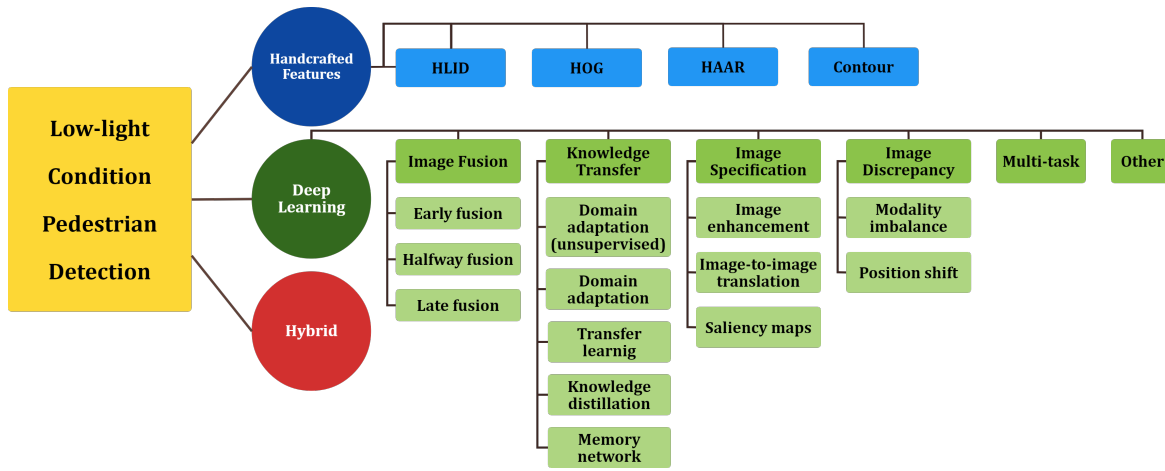 Low-light
Condition
Pedestrian
Detection
Handcrafted
Features
HLID
HOG
HAAR
Contour
Deep
Learning
Image Fusion
Early fusion
Halfway fusion
Late fusion
Knowledge
Transfer
Domain
adaptation
(unsupervised)
Domain
adaptation
Transfer
learnig
Knowledge
distillation
Memory
network
Image
Specification
Image
enhancement
Image-to-image
translation
Saliency maps
Image
Discrepancy
Modality
imbalance
Position shift
Multi-task
Other
Hybrid